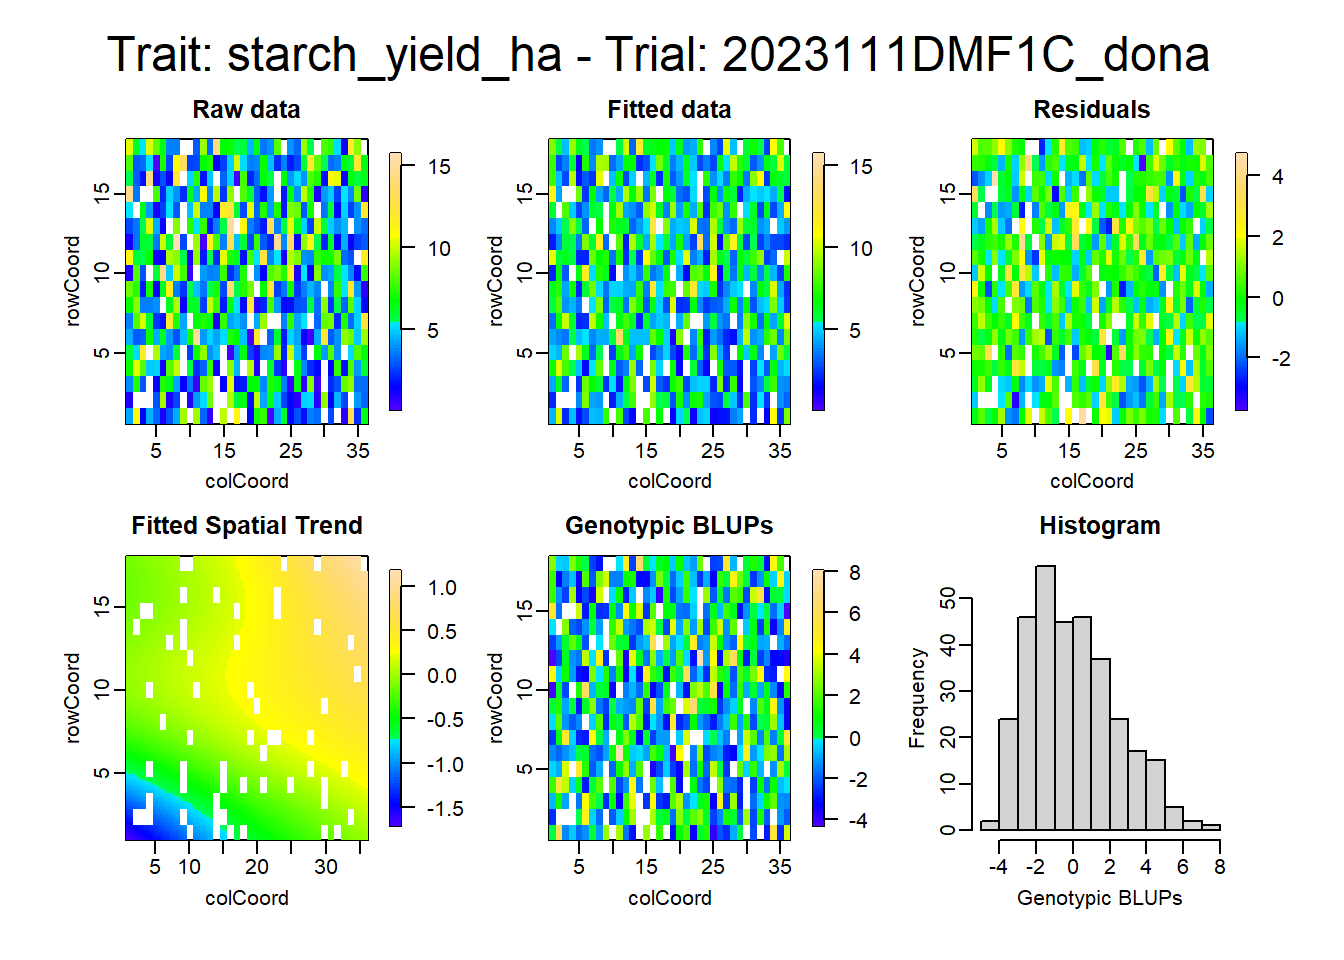 Trait: starch_yield_ha - Trial: 2023111DMF1C_dona
Raw data
Fitted data
Residuals
15
10
5
rowCoord
5 15 25 35
colCoord
15
10
5
15
10
5
rowCoord
5 15 25 35
colCoord
15
10
5
15
10
5
rowCoord
5 15 25 35
colCoord
4
2
0
-2
Fitted Spatial Trend
Genotypic BLUPs
Histogram
15
10
5
rowCoord
5 10 20 30
colCoord
1.0
0.5
0.0
-0.5
-1.0
-1.5
15
10
5
rowCoord
5 15 25 35
colCoord
8
6
4
2
0
-2
-4
50
40
30
20
10
0
Frequency
-4 -2 0 2 4 6 8
Genotypic BLUPs